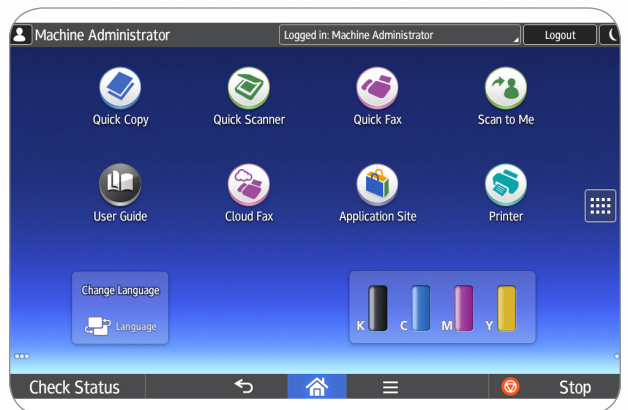 Machine Administrator
Logged in: Machine Administrator
Logout
Quick Copy
Quick Scanner
Quick Fax
Scan to Me
User Guide
Cloud Fax
Application Site
Printer
Change Language
Language
K
C
M
Y
Check Status
Stop